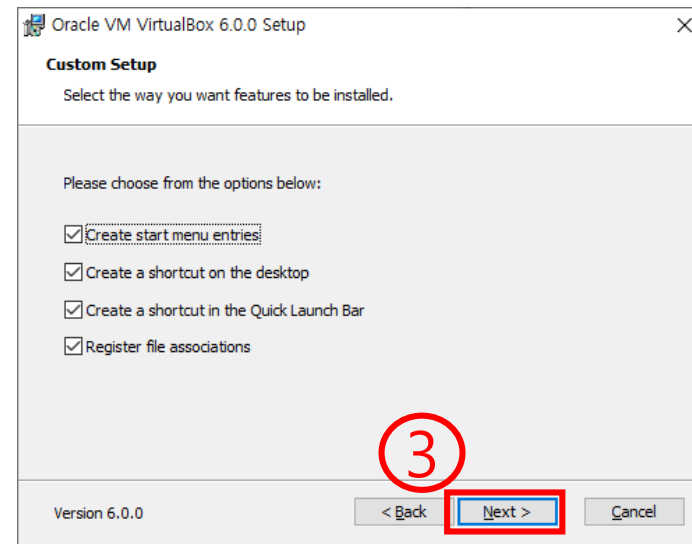 Oracle VM VirtualBox 6.0.0 Setup
Custom Setup
Select the way you want features to be installed.
Please choose from the options below:
Create start menu entries
Create a shortcut on the desktop
Create a shortcut in the Quick Launch Bar
Register file associations
3
Version 6.0.0 < Back Next > Cancel